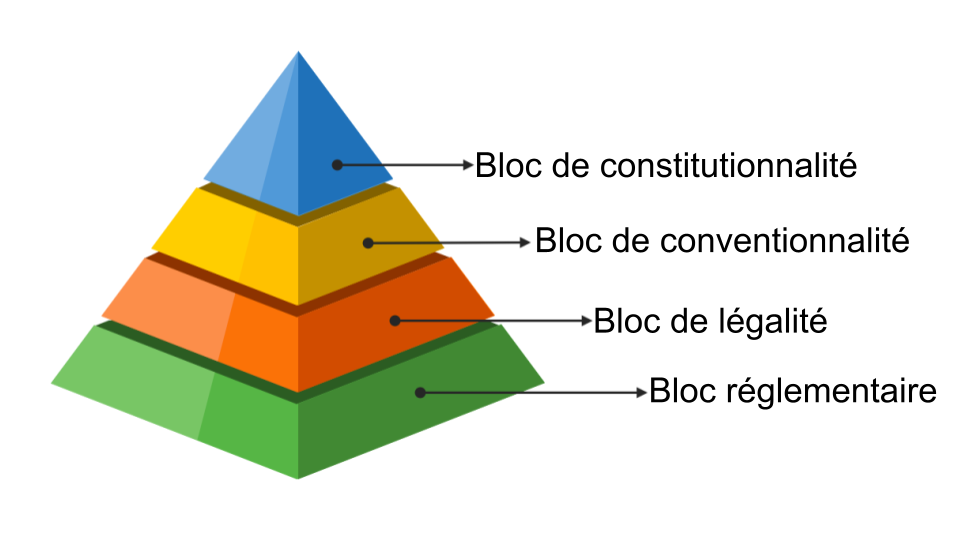 Bloc de constitutionnalité
Bloc de conventionnalité
Bloc de légalité
Bloc réglementaire